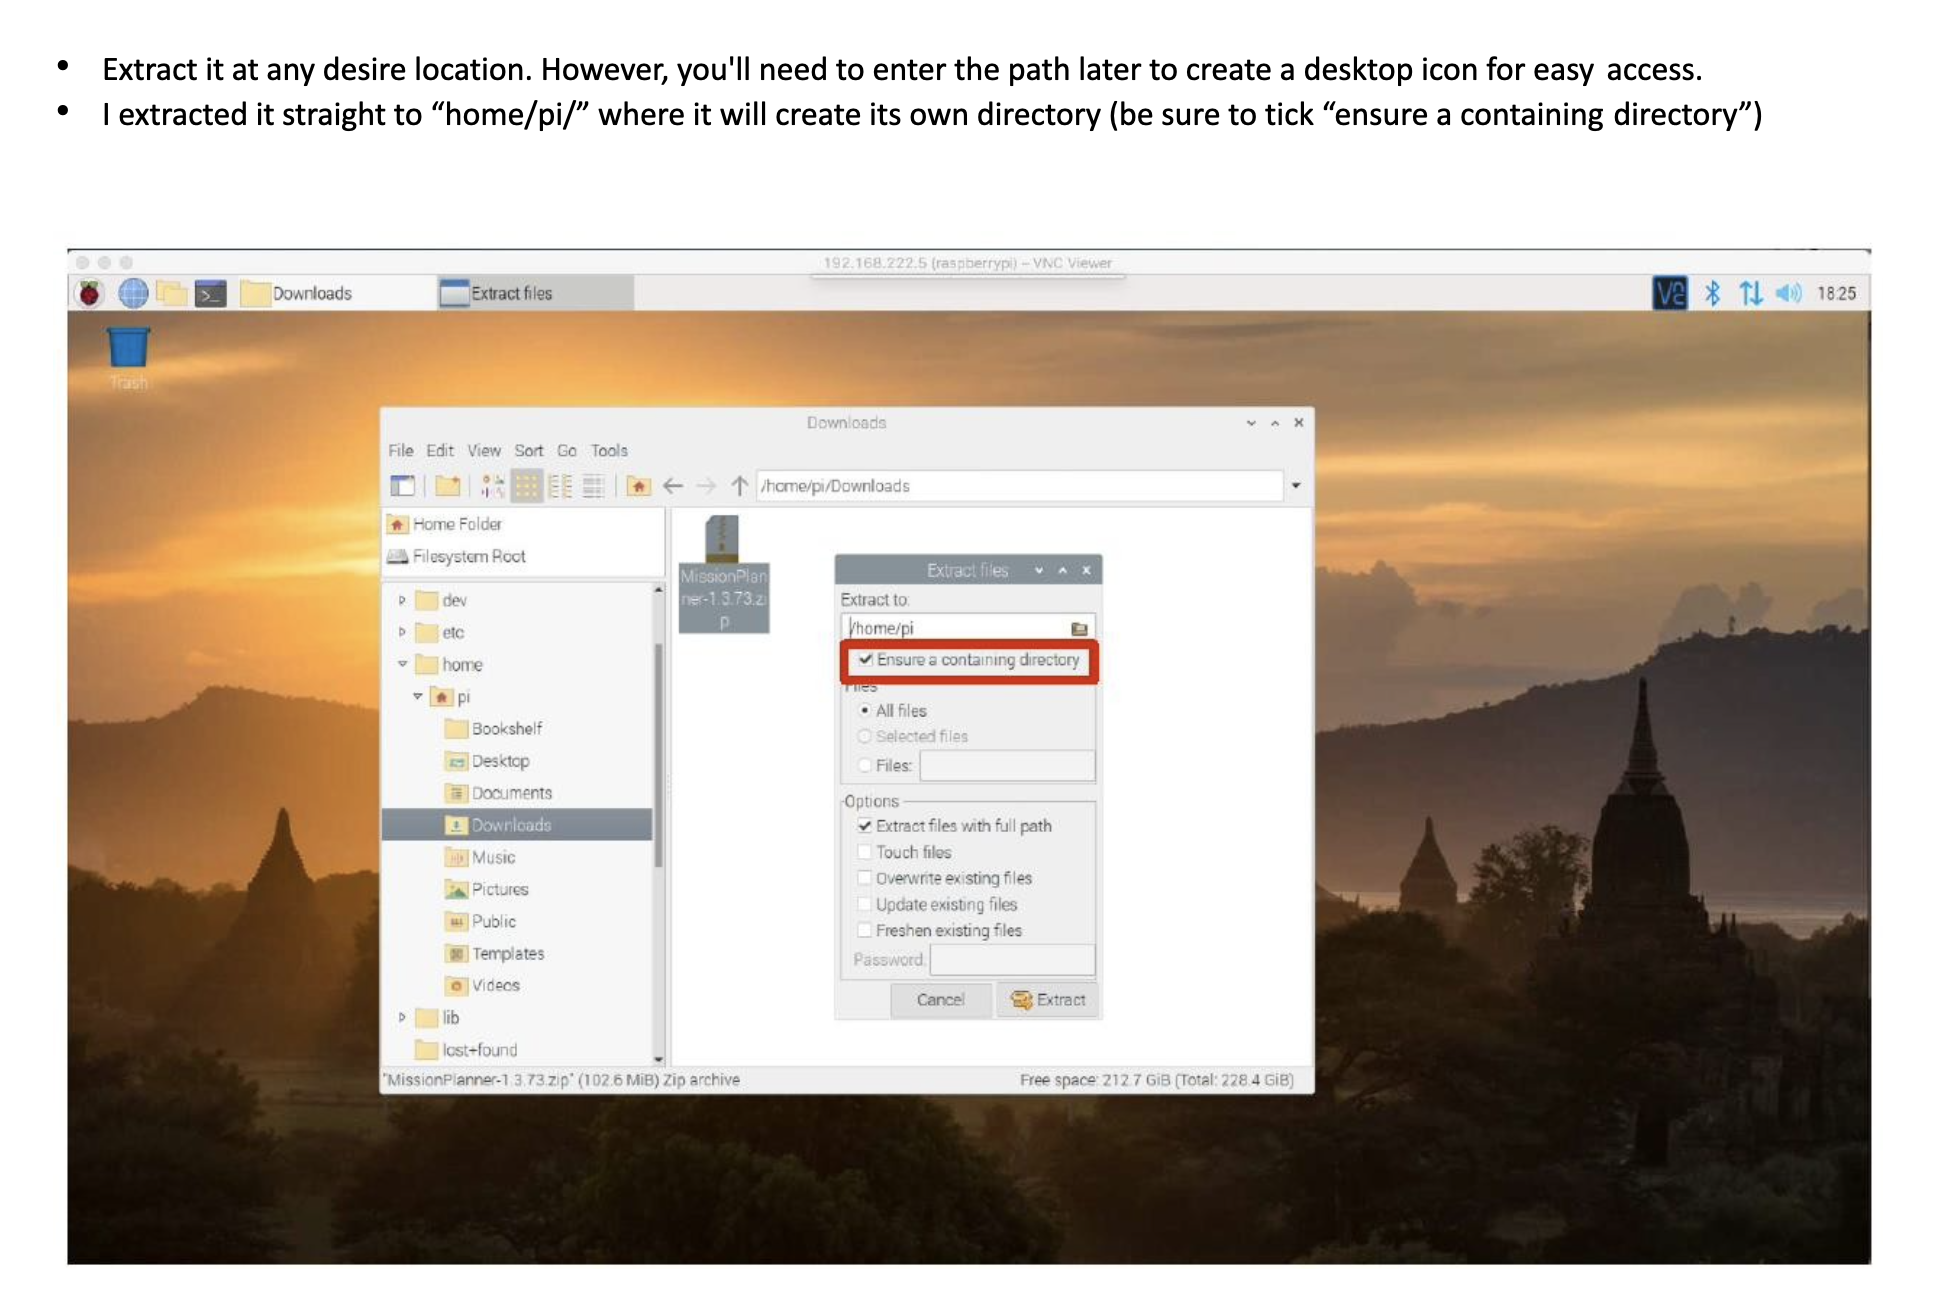 • Extract it at any desire location. However, you'll need to enter the path later to create a desktop icon for easy access.
• I extracted it straight to “home/pi/” where it will create its own directory (be sure to tick “ensure a containing directory”)
192.168.222.5 (raspberrypi) – VNC Viewer
Downloads
Extract files
18:25
Trash
Downloads
File Edit View Sort Go Tools
/home/pi/Downloads
Home Folder
Filesystem Root
dev
etc
home
pi
Bookshelf
Desktop
Documents
Downloads
Music
Pictures
Public
Templates
Videos
lib
lost+found
MissionPlan
ner-1.3.73.zi
p
Extract files
Extract to:
/home/pi
Ensure a containing directory
Files
All files
Selected files
Files:
Options
Extract files with full path
Touch files
Overwrite existing files
Update existing files
Freshen existing files
Password:
Cancel
Extract
"MissionPlanner-1.3.73.zip" (102.6 MiB) Zip archive
Free space: 212.7 GiB (Total: 228.4 GiB)